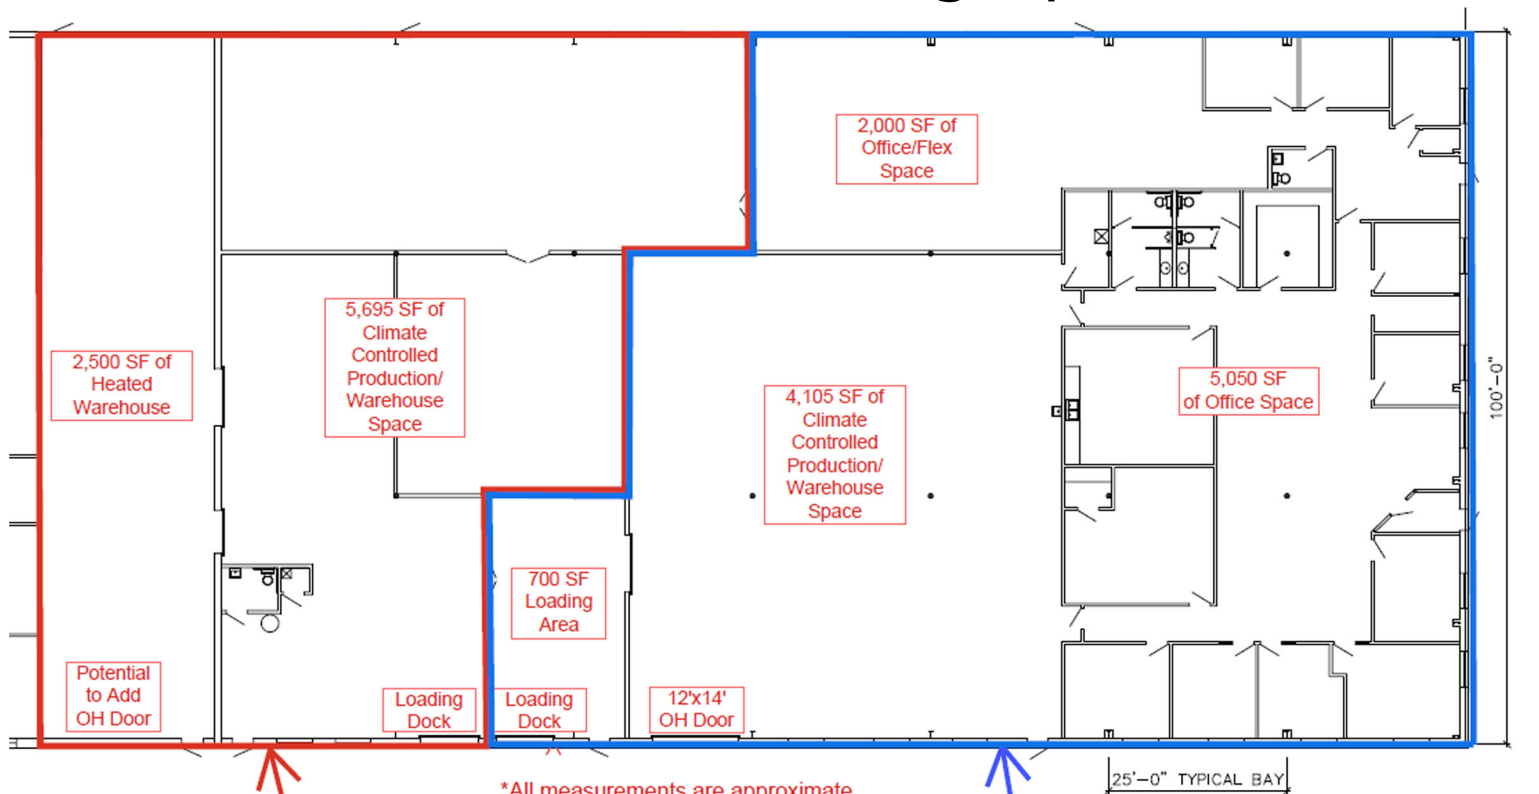 2,000 SF of
Office/Flex
Space
5,695 SF of
Climate
Controlled
Production/
Warehouse
Space
2,500 SF of
Heated
Warehouse
4,105 SF of
Climate
Controlled
Production/
Warehouse
Space
5,050 SF
of Office Space
100'-0"
700 SF
Loading
Area
Potential
to Add
OH Door
Loading
Dock
Loading
Dock
12'x14'
OH Door
25'-0" TYPICAL BAY
*All measurements are approximate